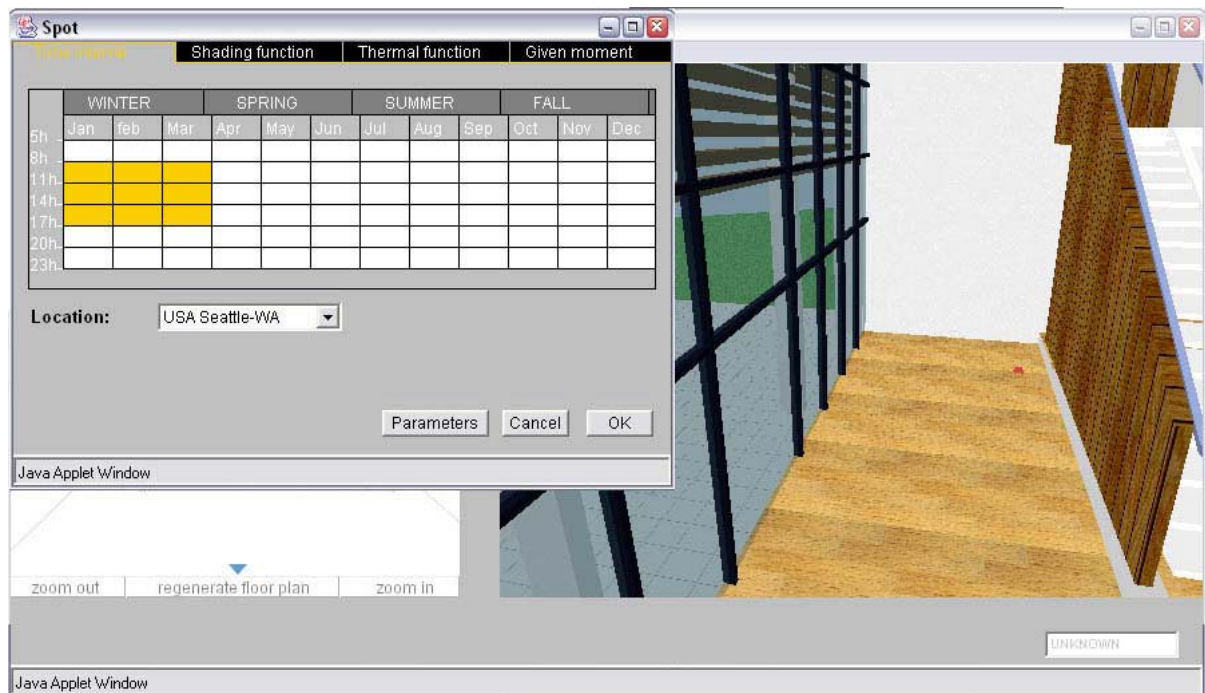 Spot
Time interval Shading function Thermal function Given moment
WINTER SPRING SUMMER FALL
Jan feb Mar Apr May Jun Jul Aug Sep Oct Nov Dec
5h
8h
11h
14h
17h
20h
23h
Location: USA Seattle-WA
Parameters Cancel OK
Java Applet Window
zoom out regenerate floor plan zoom in
UNKNOWN
Java Applet Window